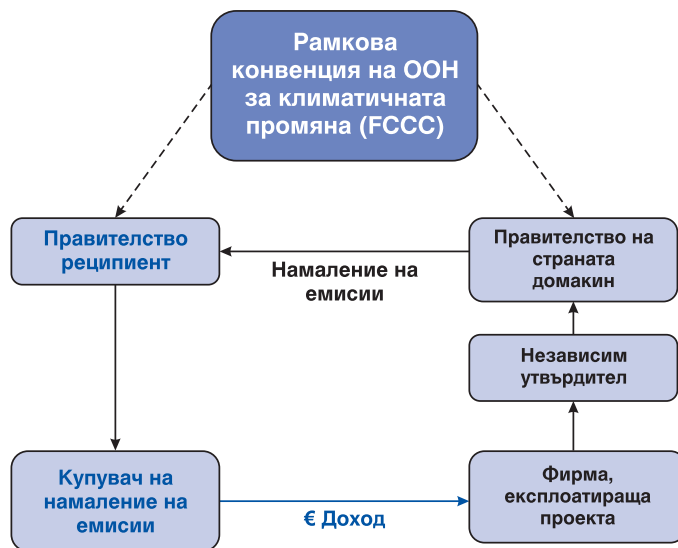 Рамкова
конвенция на ООН
за климатичната
промяна (FCCC)
Правителство
реципиент
Намаление на
емисии
Правителство на
страната
домакин
Независим
утвърдител
Купувач на
намаление на
емисии
€ Доход
Фирма,
експлоатираща
проекта